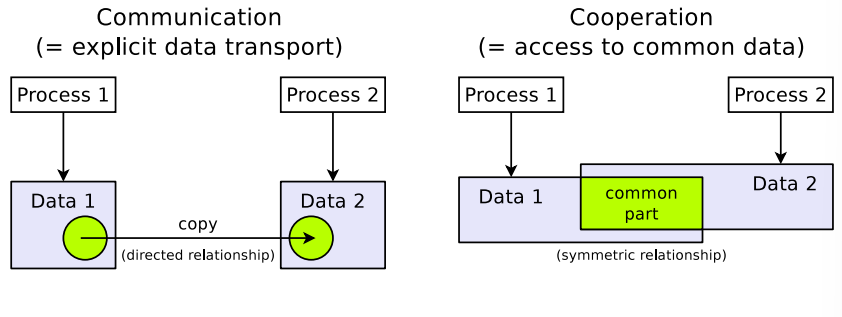 Communication
(= explicit data transport)
Process 1
Process 2
Data 1
Data 2
copy
(directed relationship)
Cooperation
(= access to common data)
Process 1
Process 2
Data 1
common
part
Data 2
(symmetric relationship)